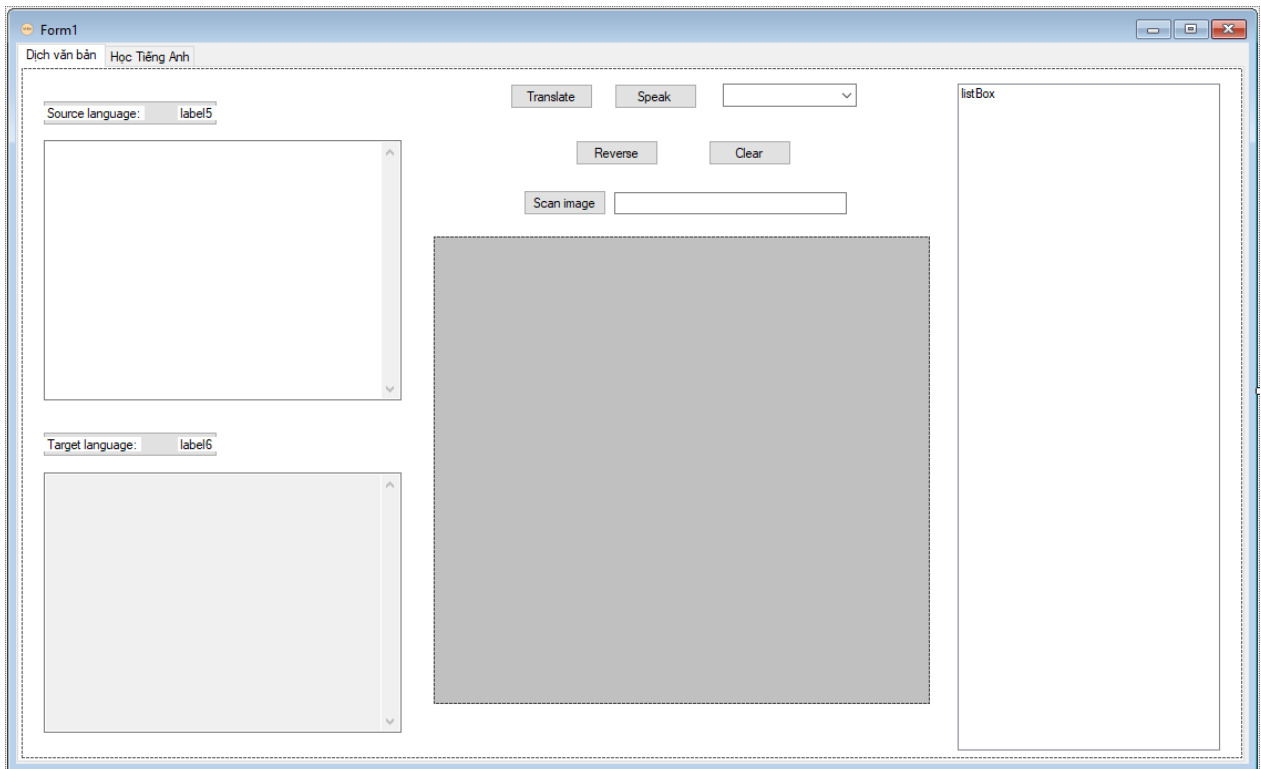 Form1
Dịch văn bản Học Tiếng Anh
Source language: label5
Translate Speak
Reverse Clear
Scan image
listBox
Target language: label6